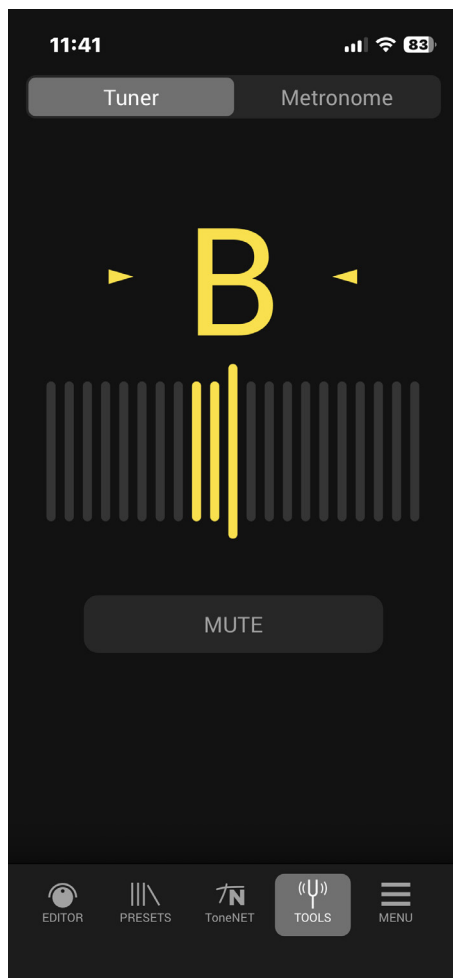 11:41 83
Tuner Metronome
B
MUTE
EDITOR PRESETS ToneNET TOOLS MENU